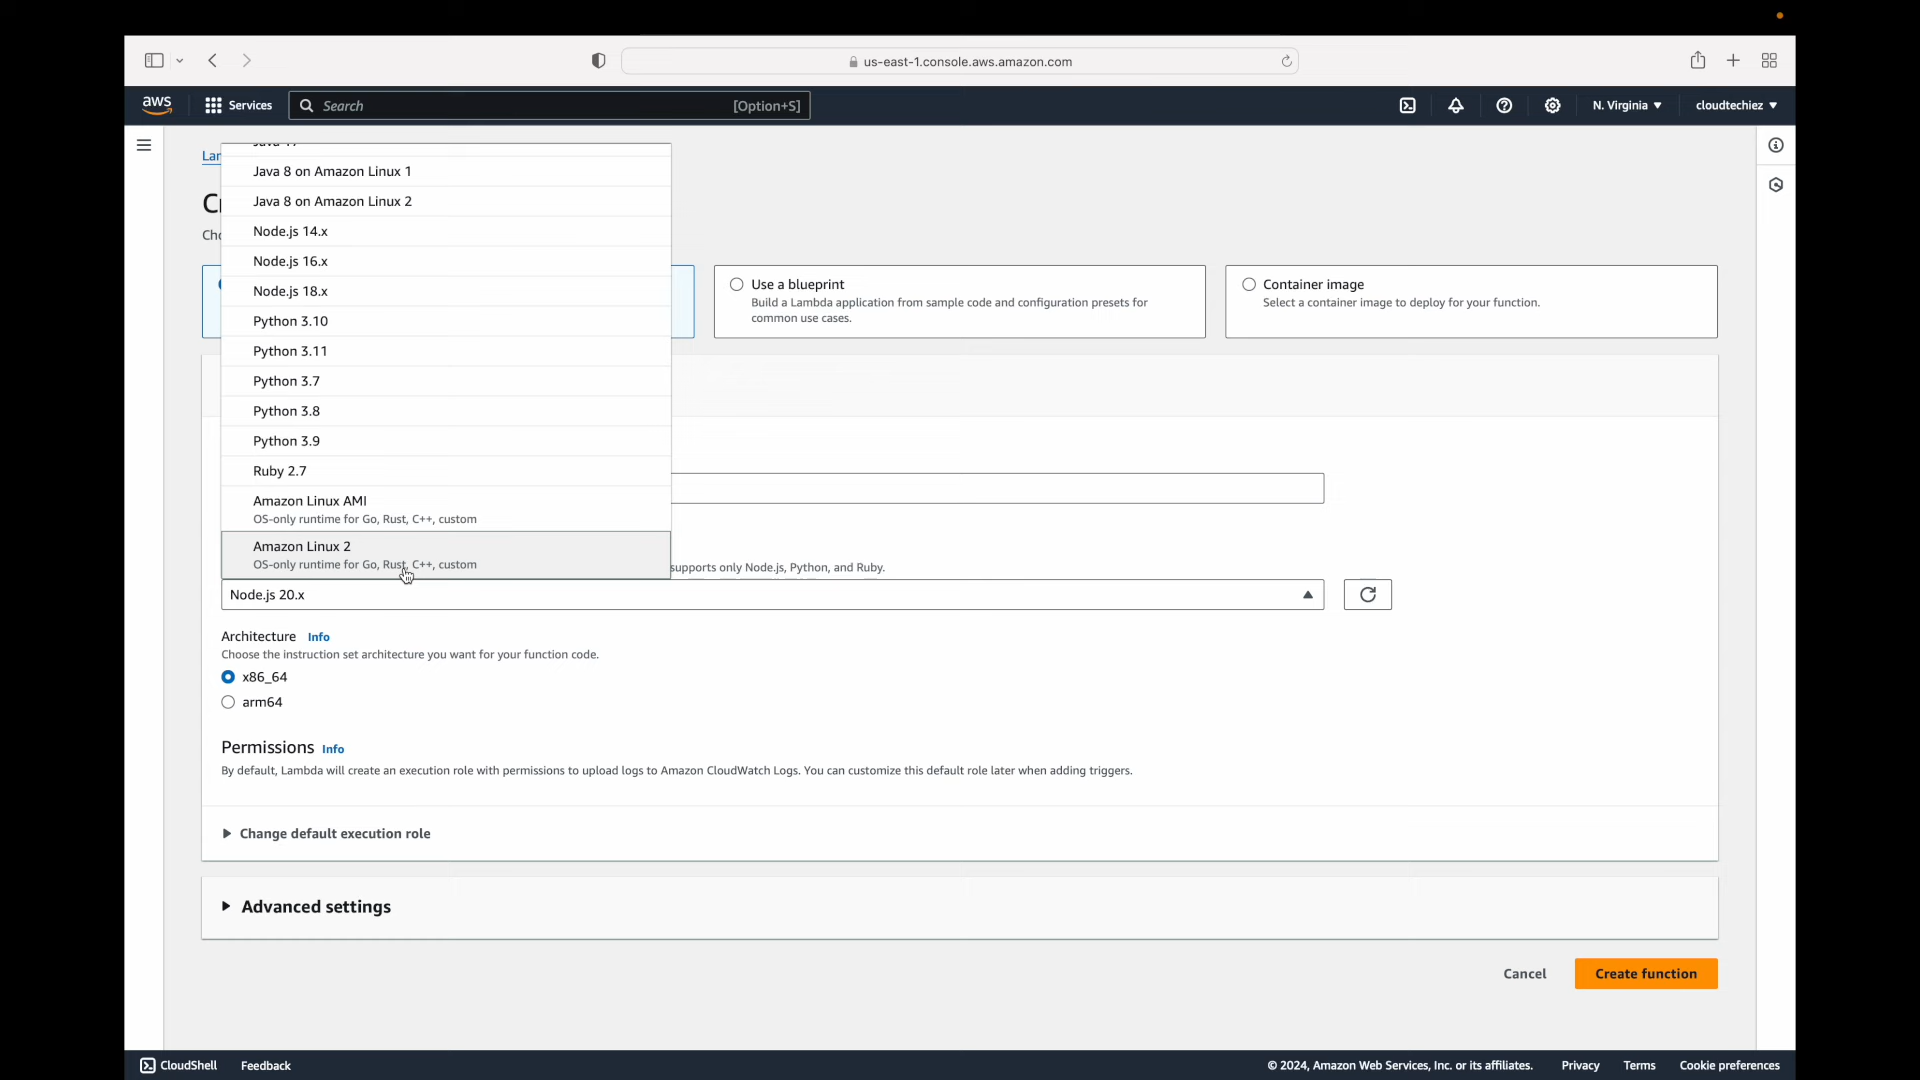 us-east-1.console.aws.amazon.com
aws
Services
Search
[Option+S]
N. Virginia
cloudtechiez
Java 8 on Amazon Linux 1
Java 8 on Amazon Linux 2
Node.js 14.x
Node.js 16.x
Node.js 18.x
Python 3.10
Python 3.11
Python 3.7
Python 3.8
Python 3.9
Ruby 2.7
Amazon Linux AMI
OS-only runtime for Go, Rust, C++, custom
Amazon Linux 2
OS-only runtime for Go, Rust, C++, custom
Use a blueprint
Build a Lambda application from sample code and configuration presets for
common use cases.
Container image
Select a container image to deploy for your function.
supports only Node.js, Python, and Ruby.
Node.js 20.x
Architecture Info
Choose the instruction set architecture you want for your function code.
x86_64
arm64
Permissions Info
By default, Lambda will create an execution role with permissions to upload logs to Amazon CloudWatch Logs. You can customize this default role later when adding triggers.
Change default execution role
Advanced settings
Cancel
Create function
CloudShell
Feedback
© 2024, Amazon Web Services, Inc. or its affiliates.
Privacy
Terms
Cookie preferences